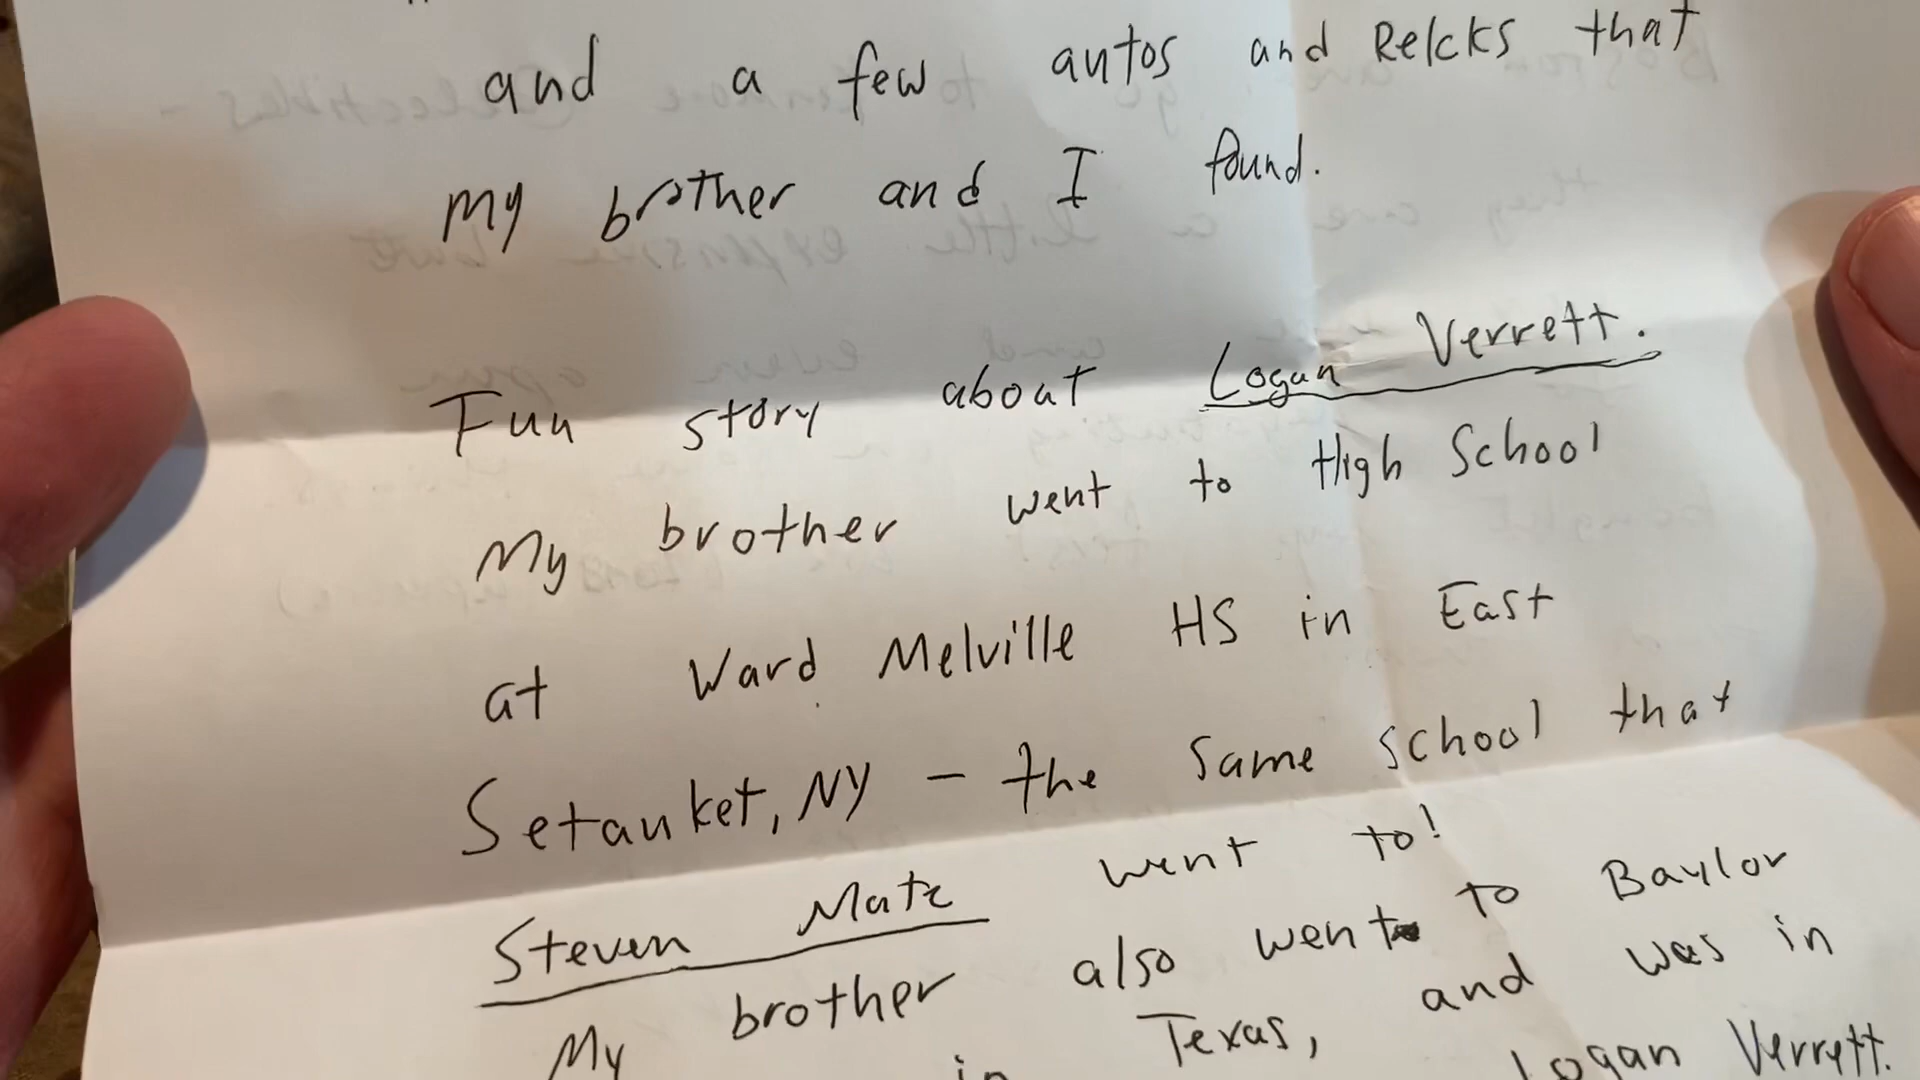 and a few autos and Relcks that
my brother and I found.
Fun story about Logan Verrett.
My brother went to High School
at Ward Melville HS in East
Setauket, NY - the same school that
Steven Matz went to!
My brother also went to Baylor
in Texas, and was in
Logan Verrett.